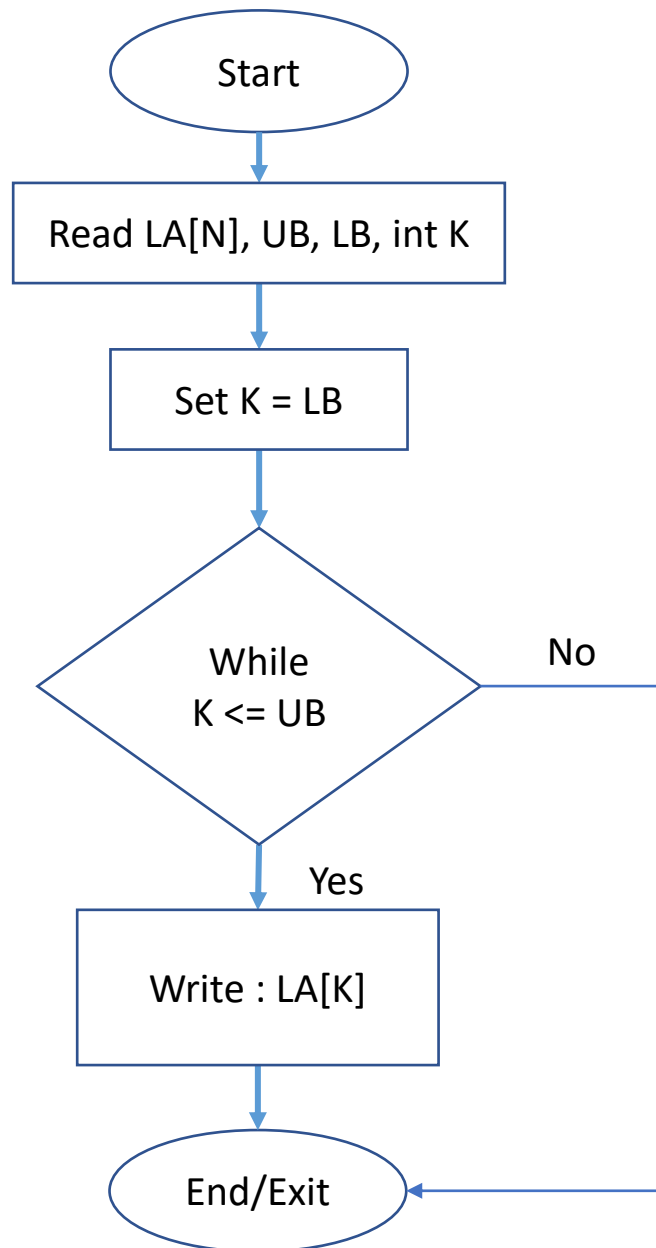 Start
Read LA[N], UB, LB, int K
Set K = LB
While
K <= UB
No
Yes
Write : LA[K]
End/Exit